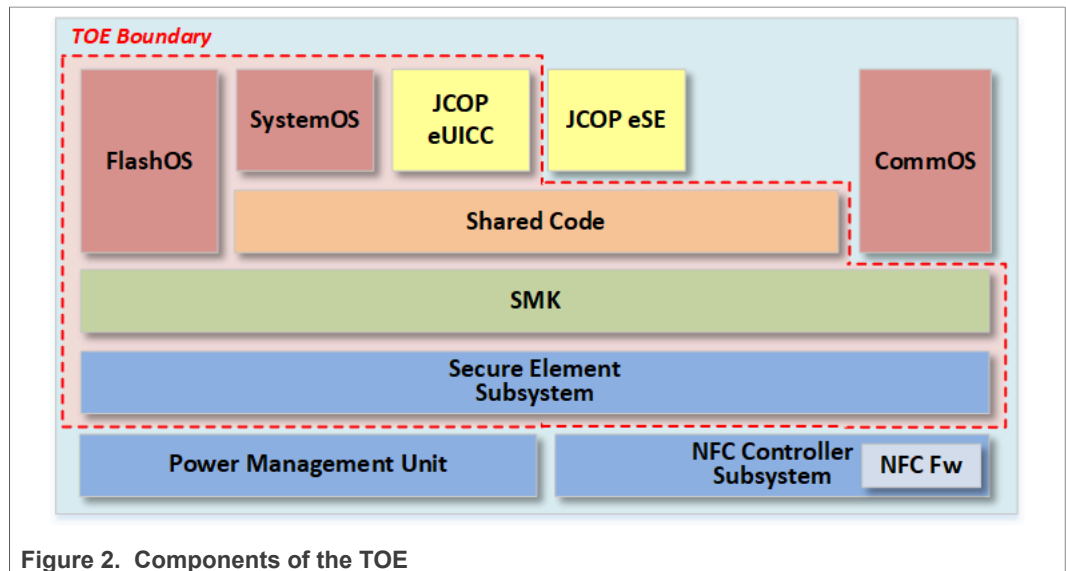 TOE Boundary
FlashOS
SystemOS
JCOP
eUICC
JCOP eSE
CommOS
Shared Code
SMK
Secure Element
Subsystem
Power Management Unit
NFC Controller
Subsystem
NFC Fw
Figure 2. Components of the TOE